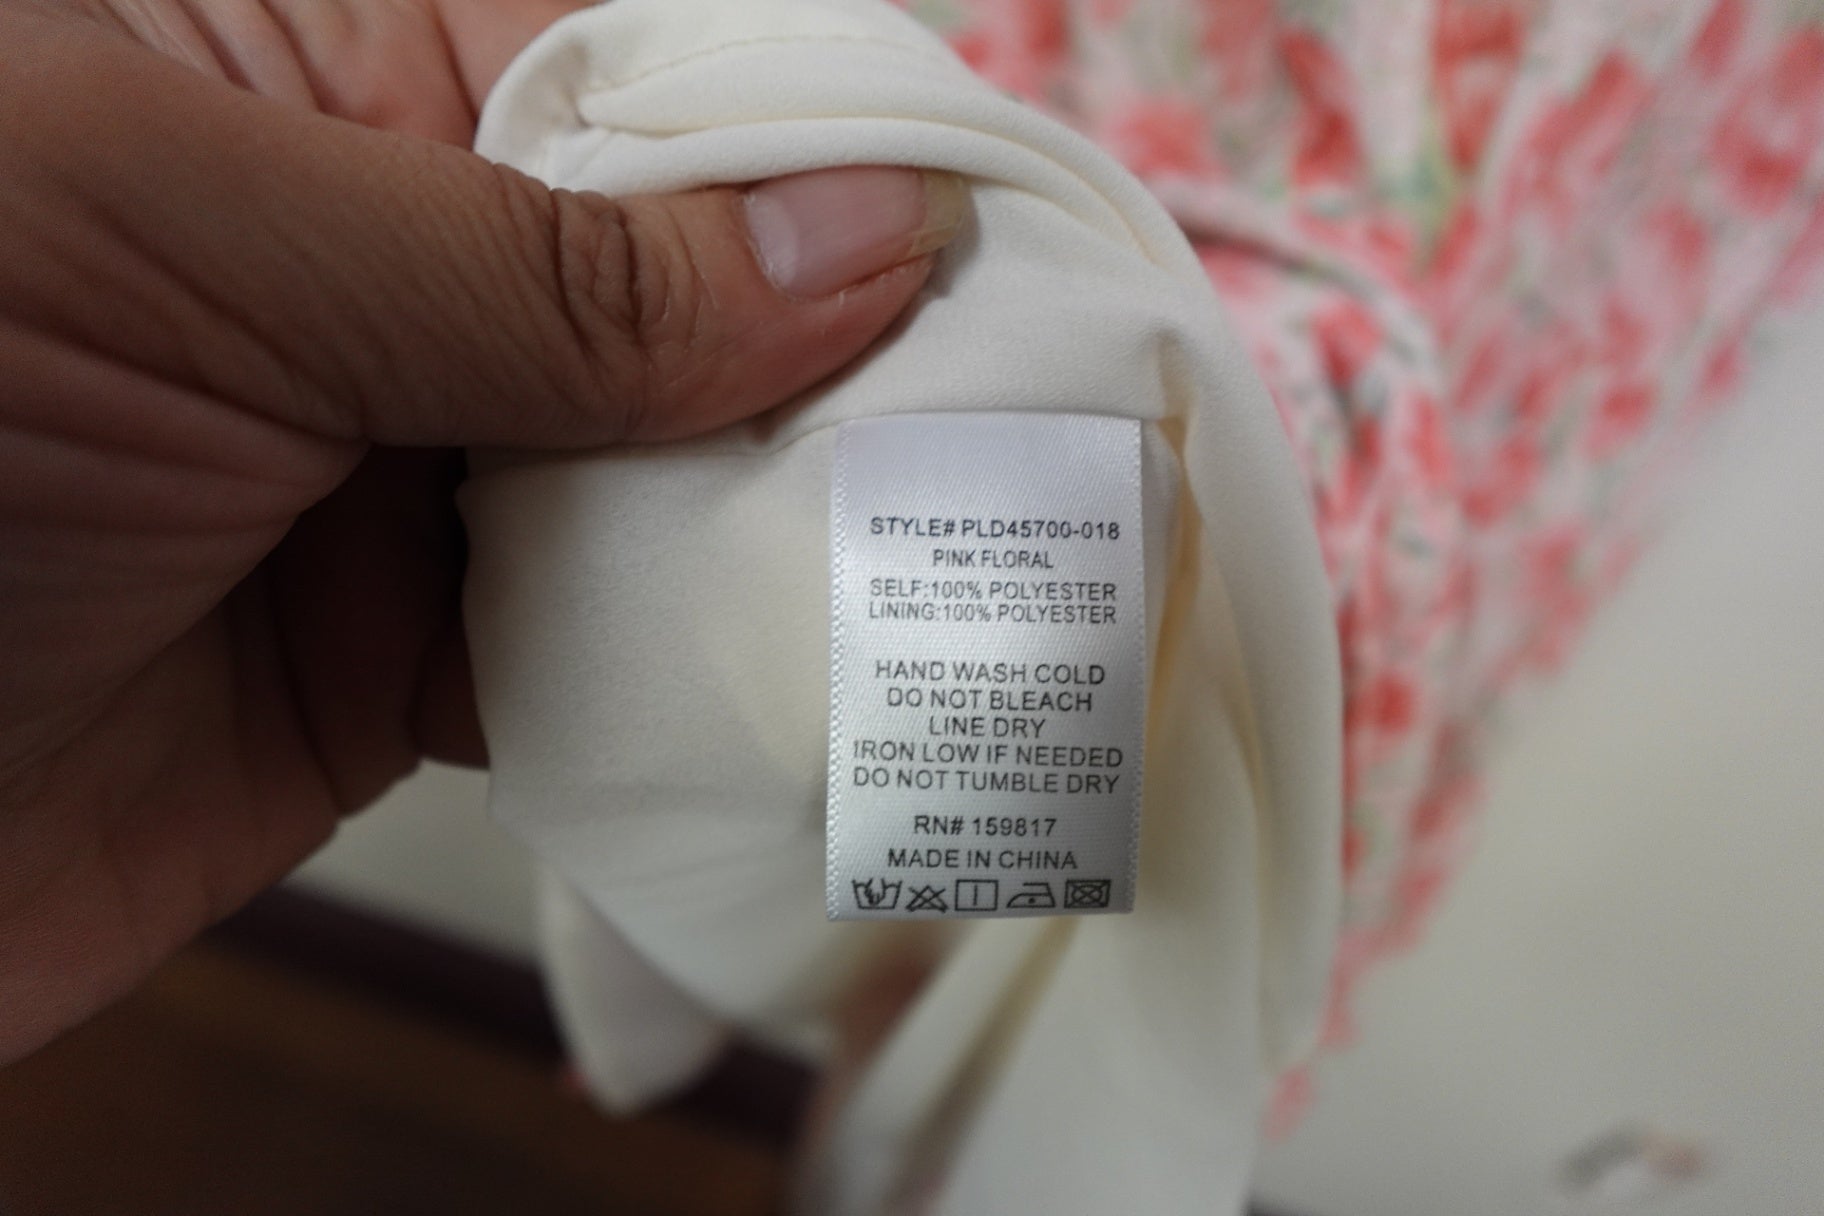 STYLE# PLD45700-018
PINK FLORAL
SELF:100% POLYESTER
LINING:100% POLYESTER
HAND WASH COLD
DO NOT BLEACH
LINE DRY
IRON LOW IF NEEDED
DO NOT TUMBLE DRY
RN# 159817
MADE IN CHINA